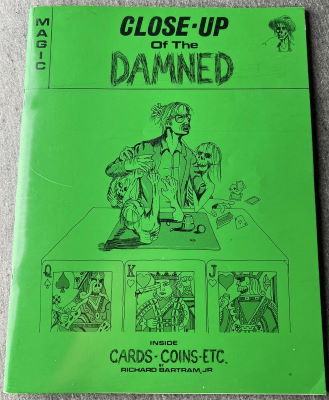 MAGIC
CLOSE-UP
Of The
DAMNED
Q K J
INSIDE
CARDS-COINS-ETC.
BY
RICHARD BARTRAM, JR